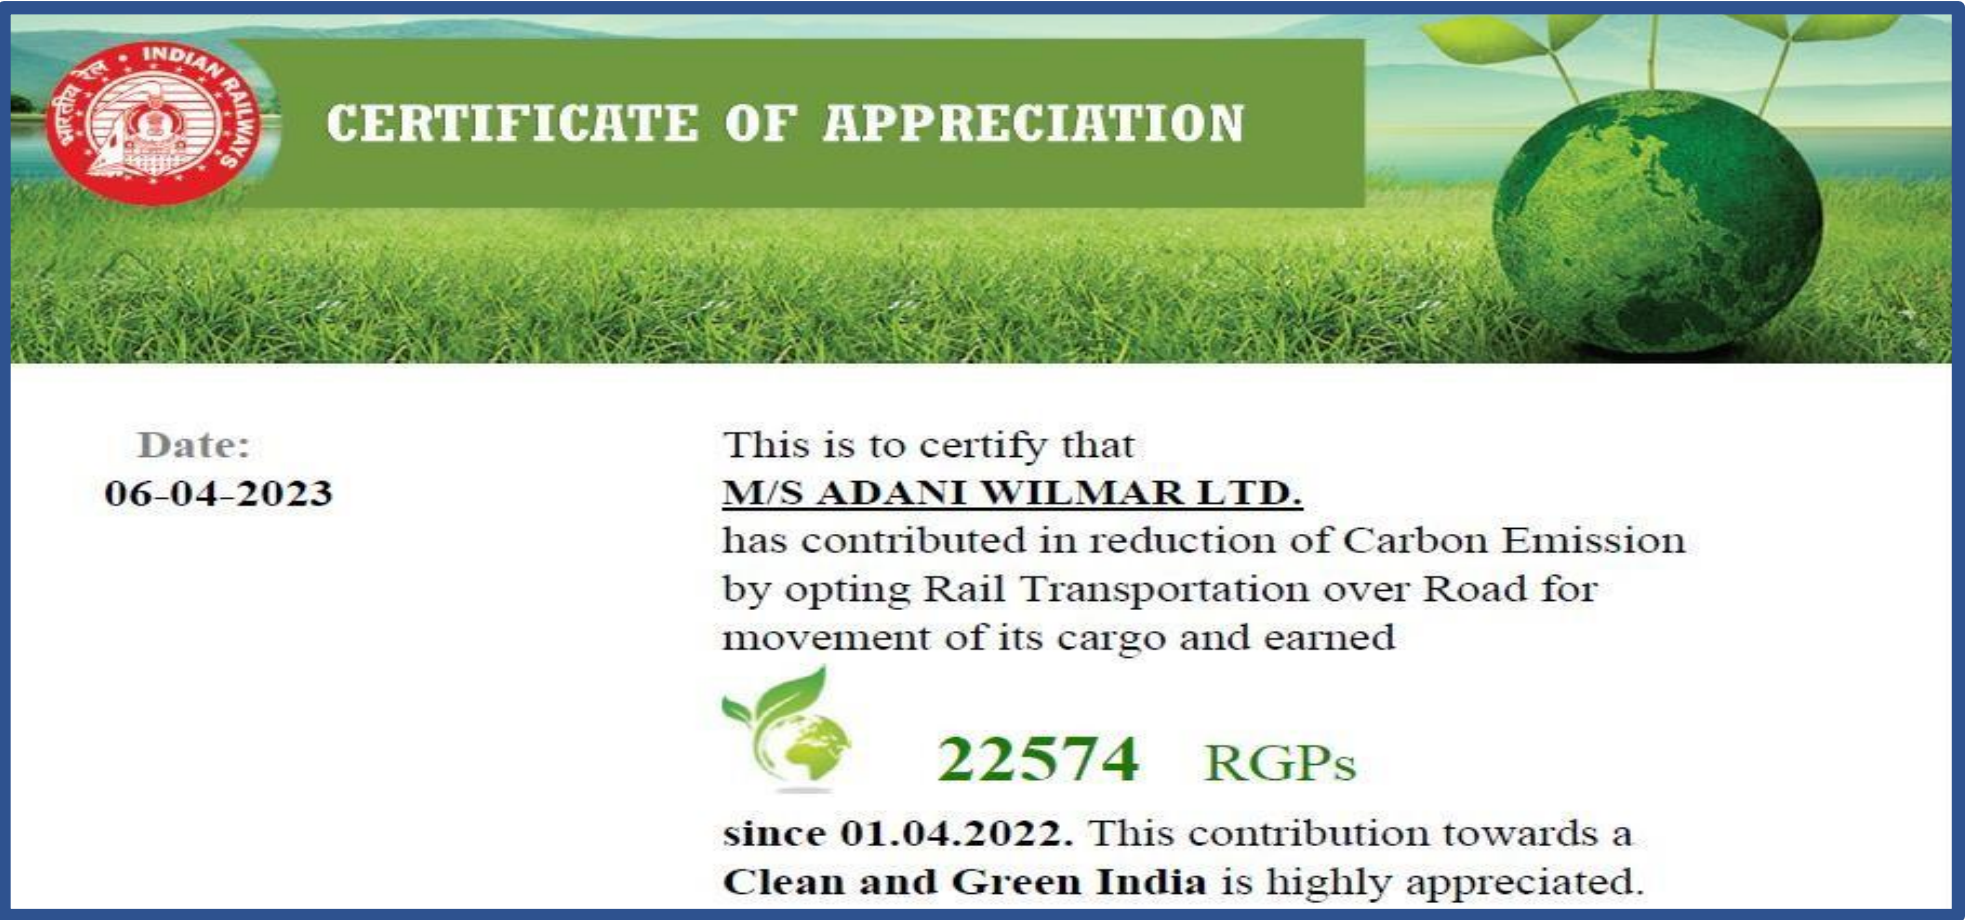 भारतीय रेल • INDIAN RAILWAYS
CERTIFICATE OF APPRECIATION
Date:
06-04-2023
This is to certify that
M/S ADANI WILMAR LTD.
has contributed in reduction of Carbon Emission
by opting Rail Transportation over Road for
movement of its cargo and earned
22574 RGPs
since 01.04.2022. This contribution towards a
Clean and Green India is highly appreciated.